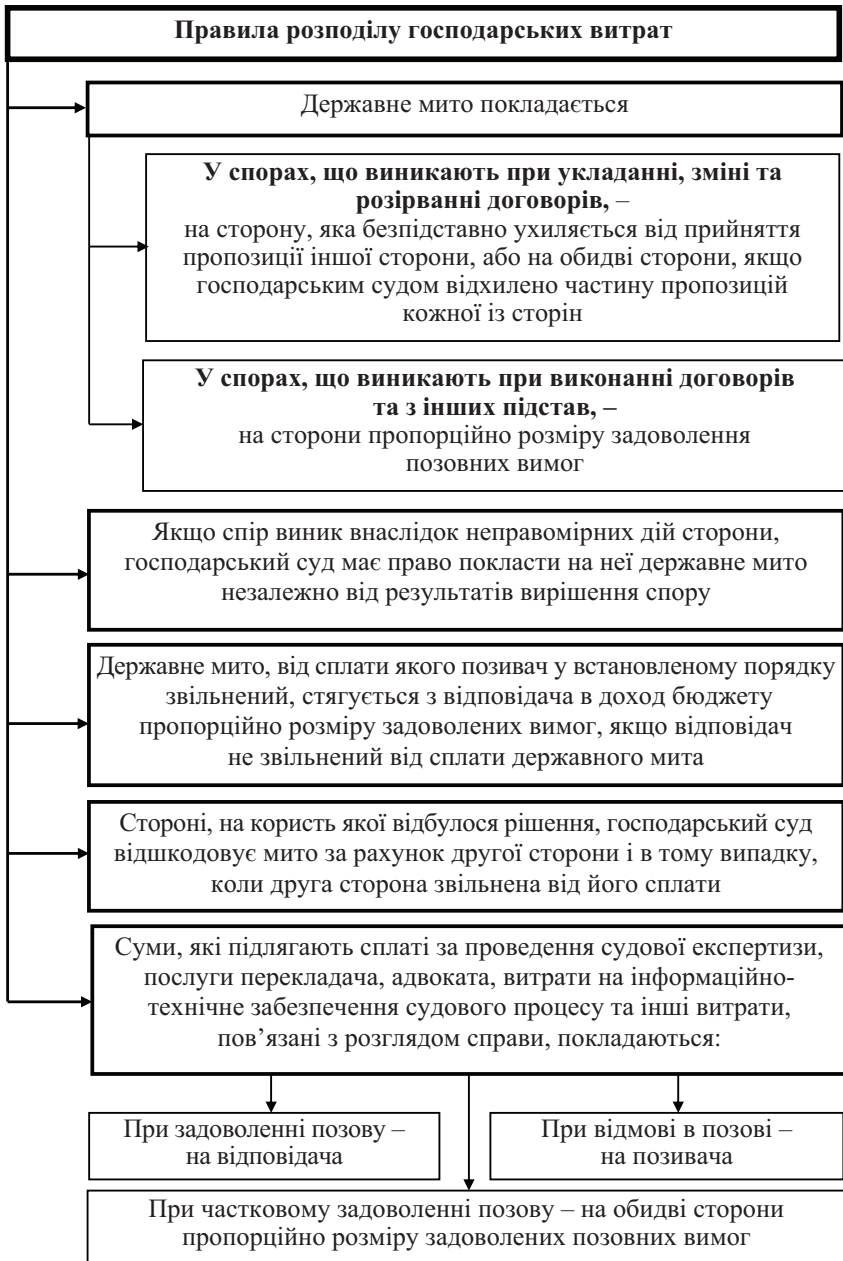 Правила розподілу господарських витрат
Державне мито покладається
У спорах, що виникають при укладанні, зміні та
розірванні договорів, –
на сторону, яка безпідставно ухиляється від прийняття
пропозиції іншої сторони, або на обидві сторони, якщо
господарським судом відхилено частину пропозицій
кожної із сторін
У спорах, що виникають при виконанні договорів
та з інших підстав, –
на сторони пропорційно розміру задоволення
позовних вимог
Якщо спір виник внаслідок неправомірних дій сторони,
господарський суд має право покласти на неї державне мито
незалежно від результатів вирішення спору
Державне мито, від сплати якого позивач у встановленому порядку
звільнений, стягується з відповідача в доход бюджету
пропорційно розміру задоволених вимог, якщо відповідач
не звільнений від сплати державного мита
Стороні, на користь якої відбулося рішення, господарський суд
відшкодовує мито за рахунок другої сторони і в тому випадку,
коли друга сторона звільнена від його сплати
Суми, які підлягають сплаті за проведення судової експертизи,
послуги перекладача, адвоката, витрати на інформаційно-
технічне забезпечення судового процесу та інші витрати,
пов’язані з розглядом справи, покладаються:
При задоволенні позову –
на відповідача
При відмові в позові –
на позивача
При частковому задоволенні позову – на обидві сторони
пропорційно розміру задоволених позовних вимог